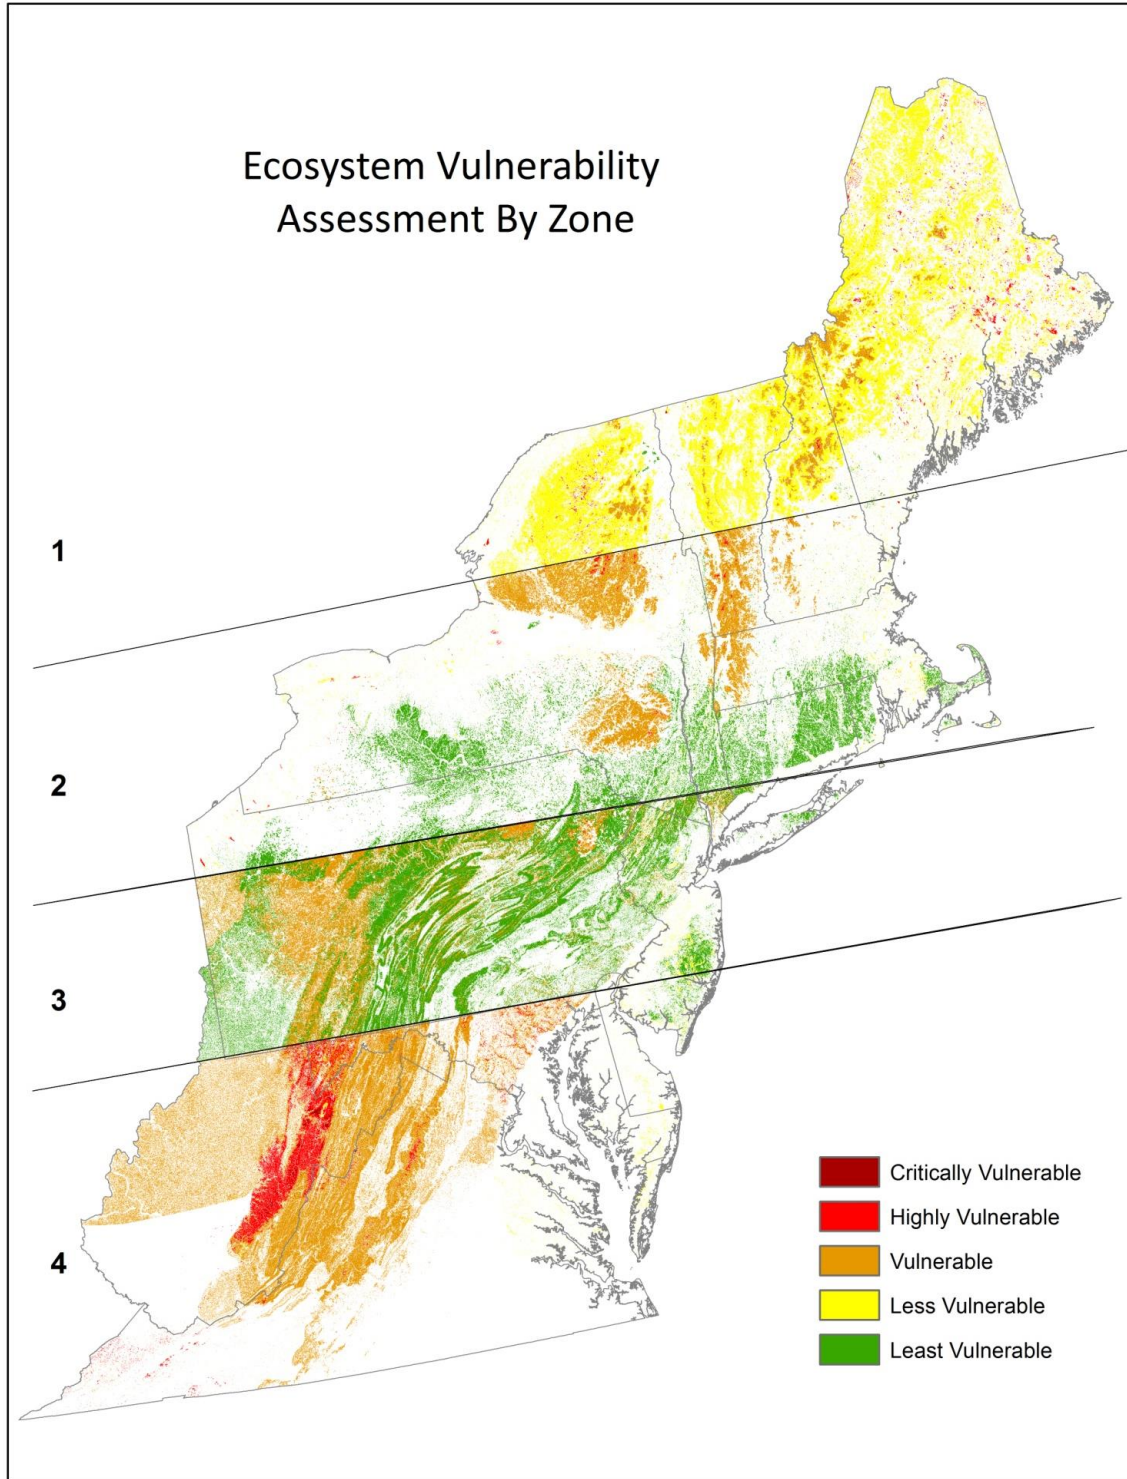 Ecosystem Vulnerability
Assessment By Zone
1
2
3
4
Critically Vulnerable
Highly Vulnerable
Vulnerable
Less Vulnerable
Least Vulnerable